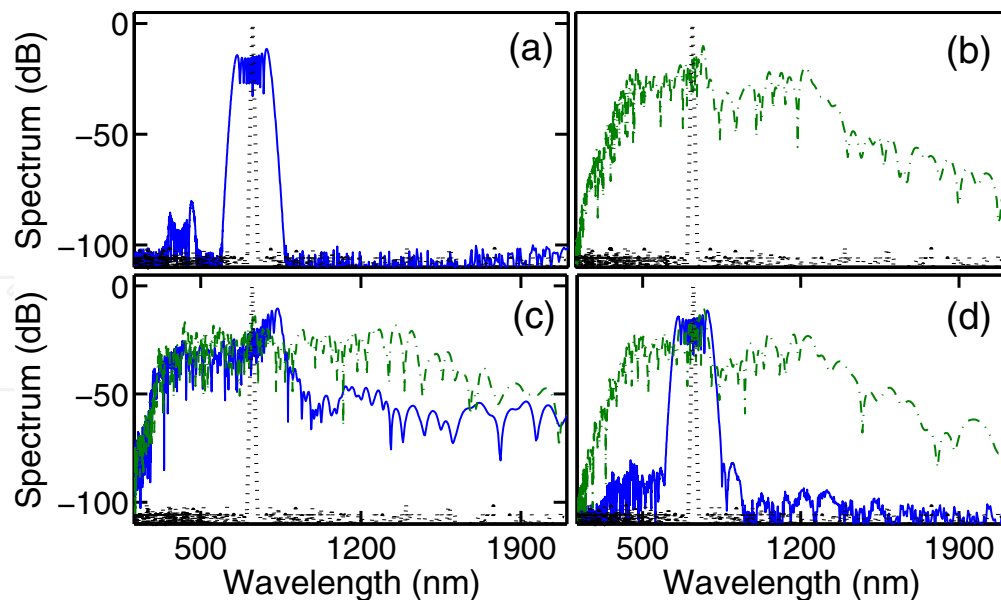 0
−50
−100
Spectrum (dB)
(a)
(b)
0
−50
−100
Spectrum (dB)
(c)
(d)
500 1200 1900
500 1200 1900
Wavelength (nm)
Wavelength (nm)